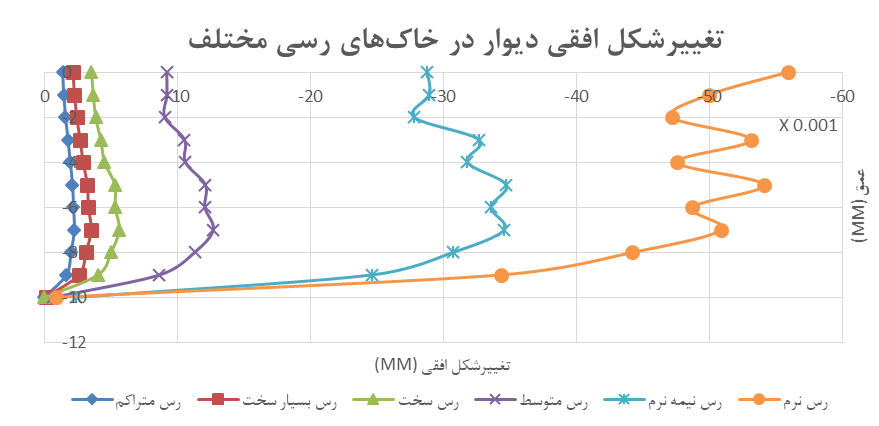 تغییرشکل افقی دیوار در خاک‌های رسی مختلف
0
0 -10 -20 -30 -40 -50 -60
-2
X 0.001
-4
-6
-8
-10
-12
عمق (MM)
تغییرشکل افقی (MM)
رس متراکم رس بسیار سخت رس سخت رس متوسط رس نیمه نرم رس نرم